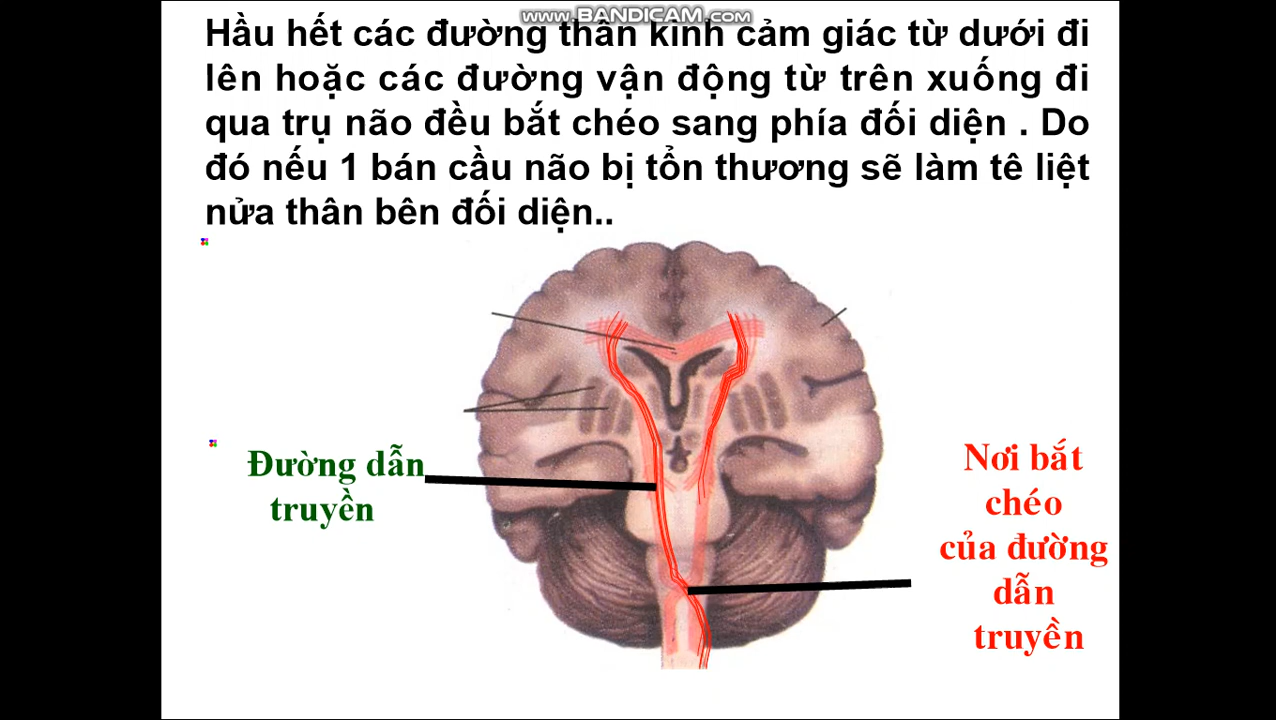 www.BANDICAM.com
Hầu hết các đường thần kinh cảm giác từ dưới đi
lên hoặc các đường vận động từ trên xuống đi
qua trụ não đều bắt chéo sang phía đối diện . Do
đó nếu 1 bán cầu não bị tổn thương sẽ làm tê liệt
nửa thân bên đối diện..
Đường dẫn
truyền
Nơi bắt
chéo
của đường
dẫn
truyền